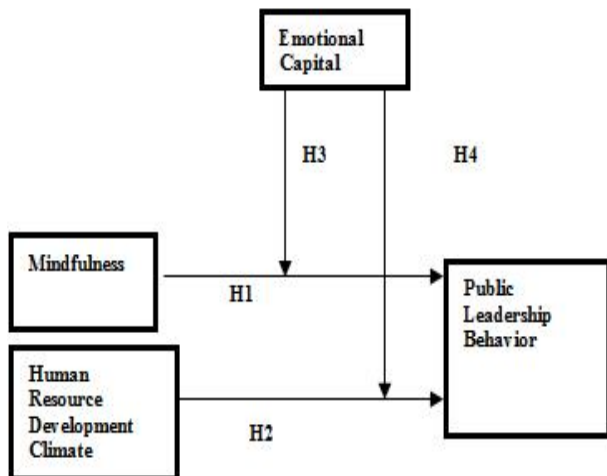 Emotional
Capital
H3
H4
Mindfulness
H1
Public
Leadership
Behavior
Human
Resource
Development
Climate
H2